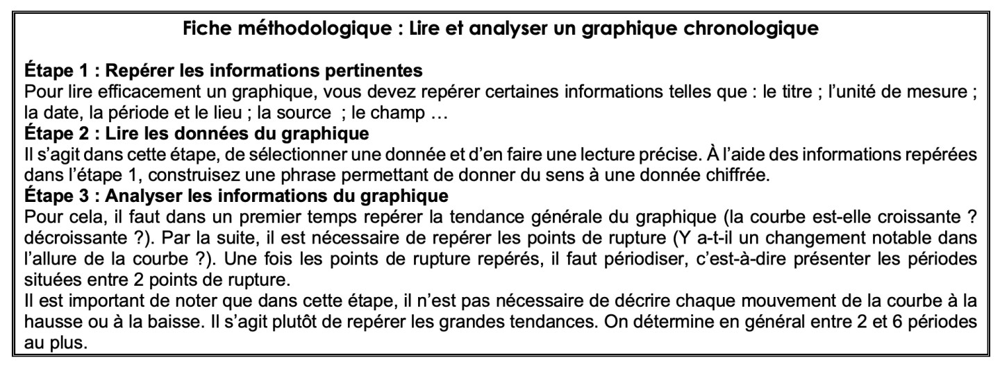 Fiche méthodologique : Lire et analyser un graphique chronologique
Étape 1 : Repérer les informations pertinentes
Pour lire efficacement un graphique, vous devez repérer certaines informations telles que : le titre ; l’unité de mesure ;
la date, la période et le lieu ; la source  ; le champ …
Étape 2 : Lire les données du graphique
Il s’agit dans cette étape, de sélectionner une donnée et d’en faire une lecture précise. À l’aide des informations repérées
dans l’étape 1, construisez une phrase permettant de donner du sens à une donnée chiffrée.
Étape 3 : Analyser les informations du graphique
Pour cela, il faut dans un premier temps repérer la tendance générale du graphique (la courbe est-elle croissante ?
décroissante ?). Par la suite, il est nécessaire de repérer les points de rupture (Y a-t-il un changement notable dans
l’allure de la courbe ?). Une fois les points de rupture repérés, il faut périodiser, c’est-à-dire présenter les périodes
situées entre 2 points de rupture.
Il est important de noter que dans cette étape, il n’est pas nécessaire de décrire chaque mouvement de la courbe à la
hausse ou à la baisse. Il s’agit plutôt de repérer les grandes tendances. On détermine en général entre 2 et 6 périodes
au plus.